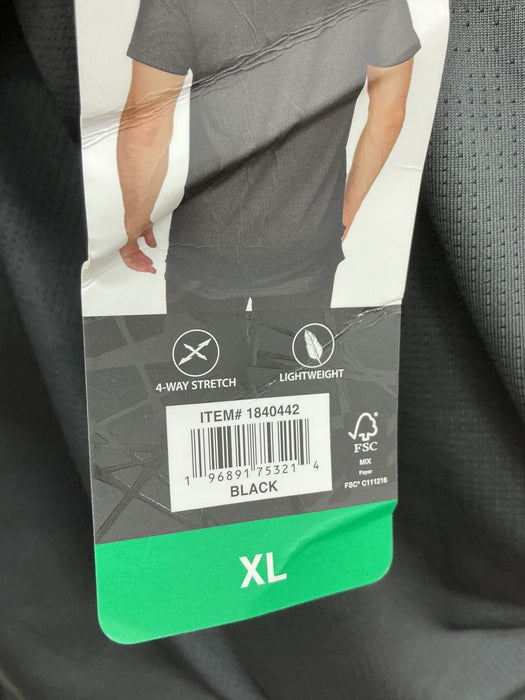 4-WAY STRETCH
LIGHTWEIGHT
ITEM# 1840442
1 96891 75321 4
BLACK
FSC
MIX
Paper
FSC® C111216
XL